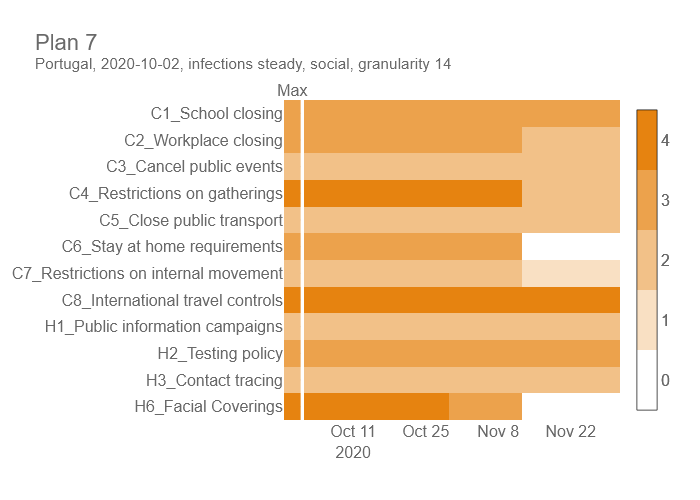 Plan 7
Portugal, 2020-10-02, infections steady, social, granularity 14
Max
C1_School closing
C2_Workplace closing
C3_Cancel public events
C4_Restrictions on gatherings
C5_Close public transport
C6_Stay at home requirements
C7_Restrictions on internal movement
C8_International travel controls
H1_Public information campaigns
H2_Testing policy
H3_Contact tracing
H6_Facial Coverings
Oct 11 Oct 25 Nov 8 Nov 22
2020
4
3
2
1
0